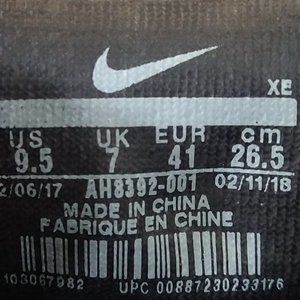 XE
US UK EUR cm
9.5 7 41 26.5
2/06/17 AH8392-001 02/11/18
MADE IN CHINA
FABRIQUE EN CHINE
103067982 UPC 00887230233176